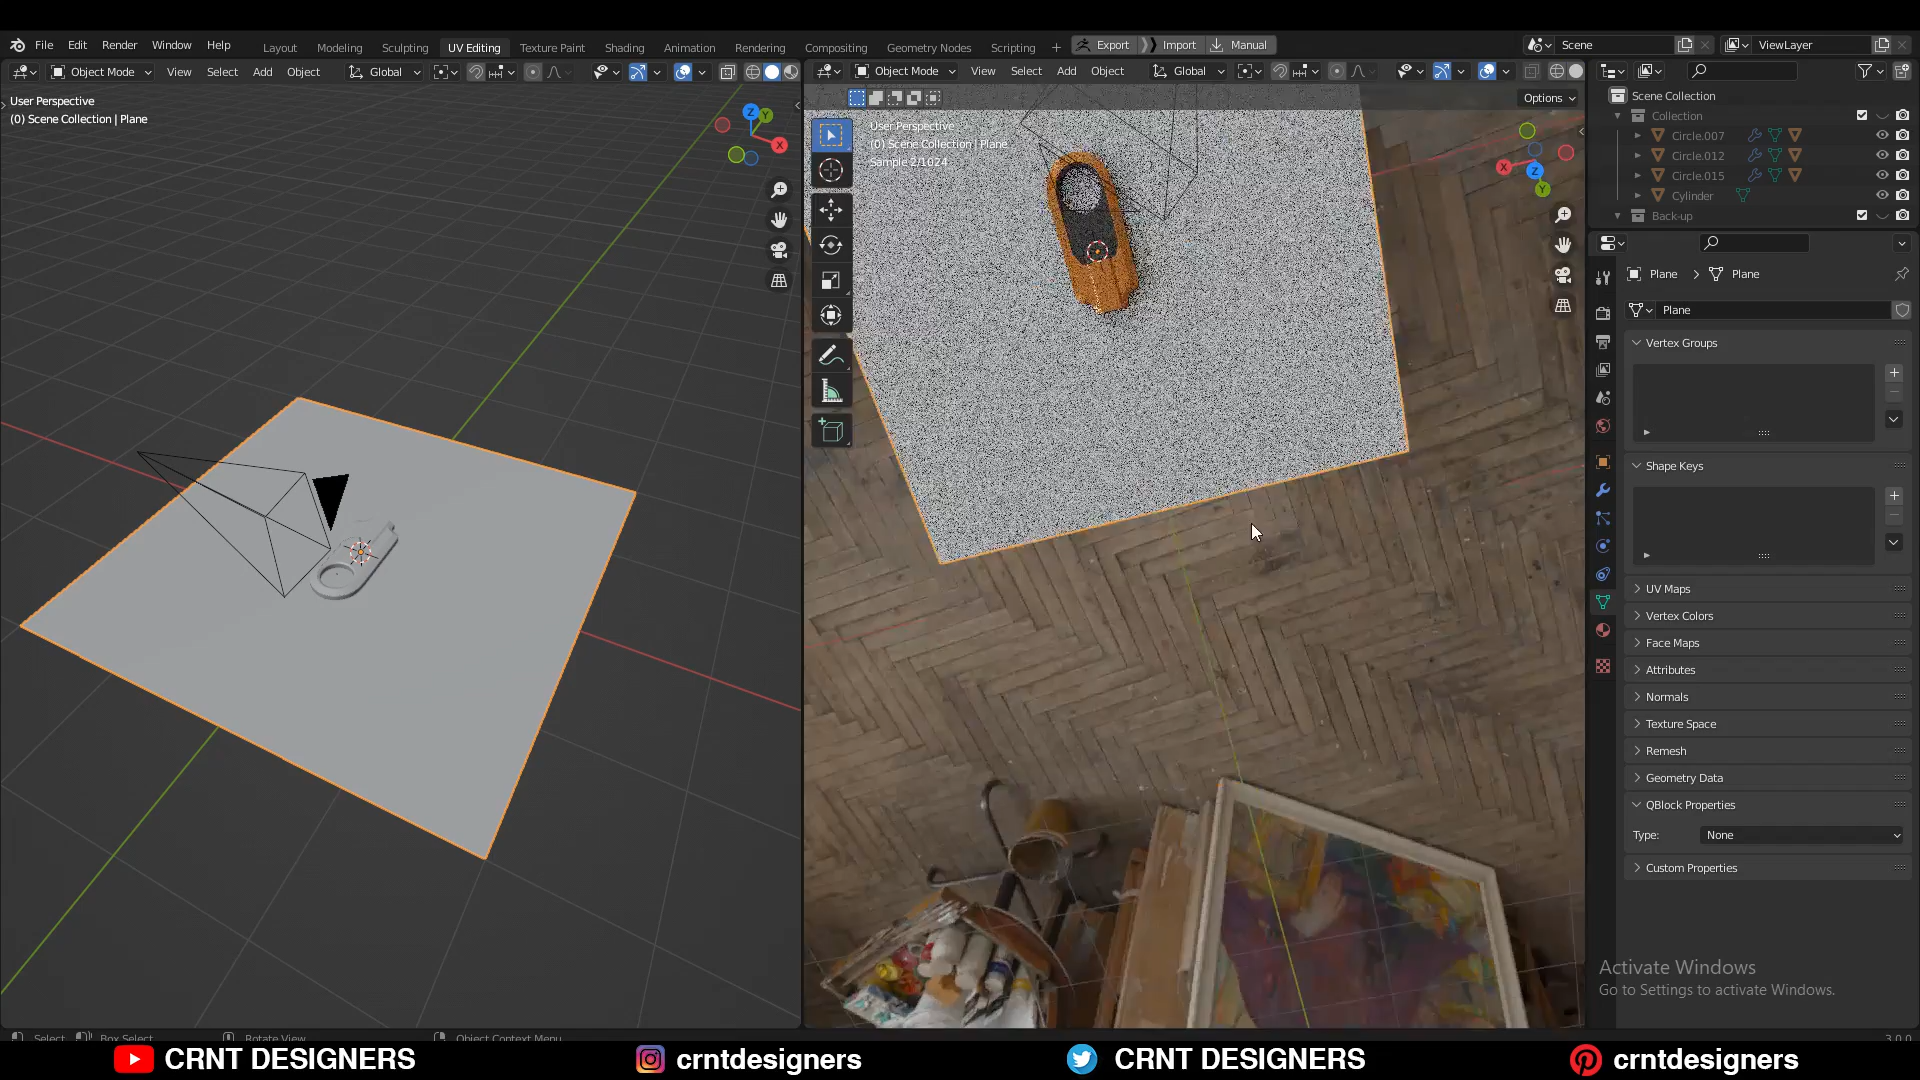 File Edit Render Window Help
Layout Modeling Sculpting UV Editing Texture Paint Shading Animation Rendering Compositing Geometry Nodes Scripting +
Export Import Manual
Scene
ViewLayer
Object Mode View Select Add Object Global
User Perspective
(0) Scene Collection | Plane
Z
Y
X
Object Mode View Select Add Object Global
Options
User Perspective
(0) Scene Collection | Plane
Sample 2/1024
X
Z
Y
Scene Collection
Collection
Circle.007
Circle.012
Circle.015
Cylinder
Back-up
Plane > Plane
Plane
Vertex Groups
Shape Keys
UV Maps
Vertex Colors
Face Maps
Attributes
Normals
Texture Space
Remesh
Geometry Data
QBlock Properties
Type: None
Custom Properties
Activate Windows
Go to Settings to activate Windows.
Select Box Select Rotate View Object Context Menu
3.0.0
CRNT DESIGNERS crntdesigners CRNT DESIGNERS crntdesigners